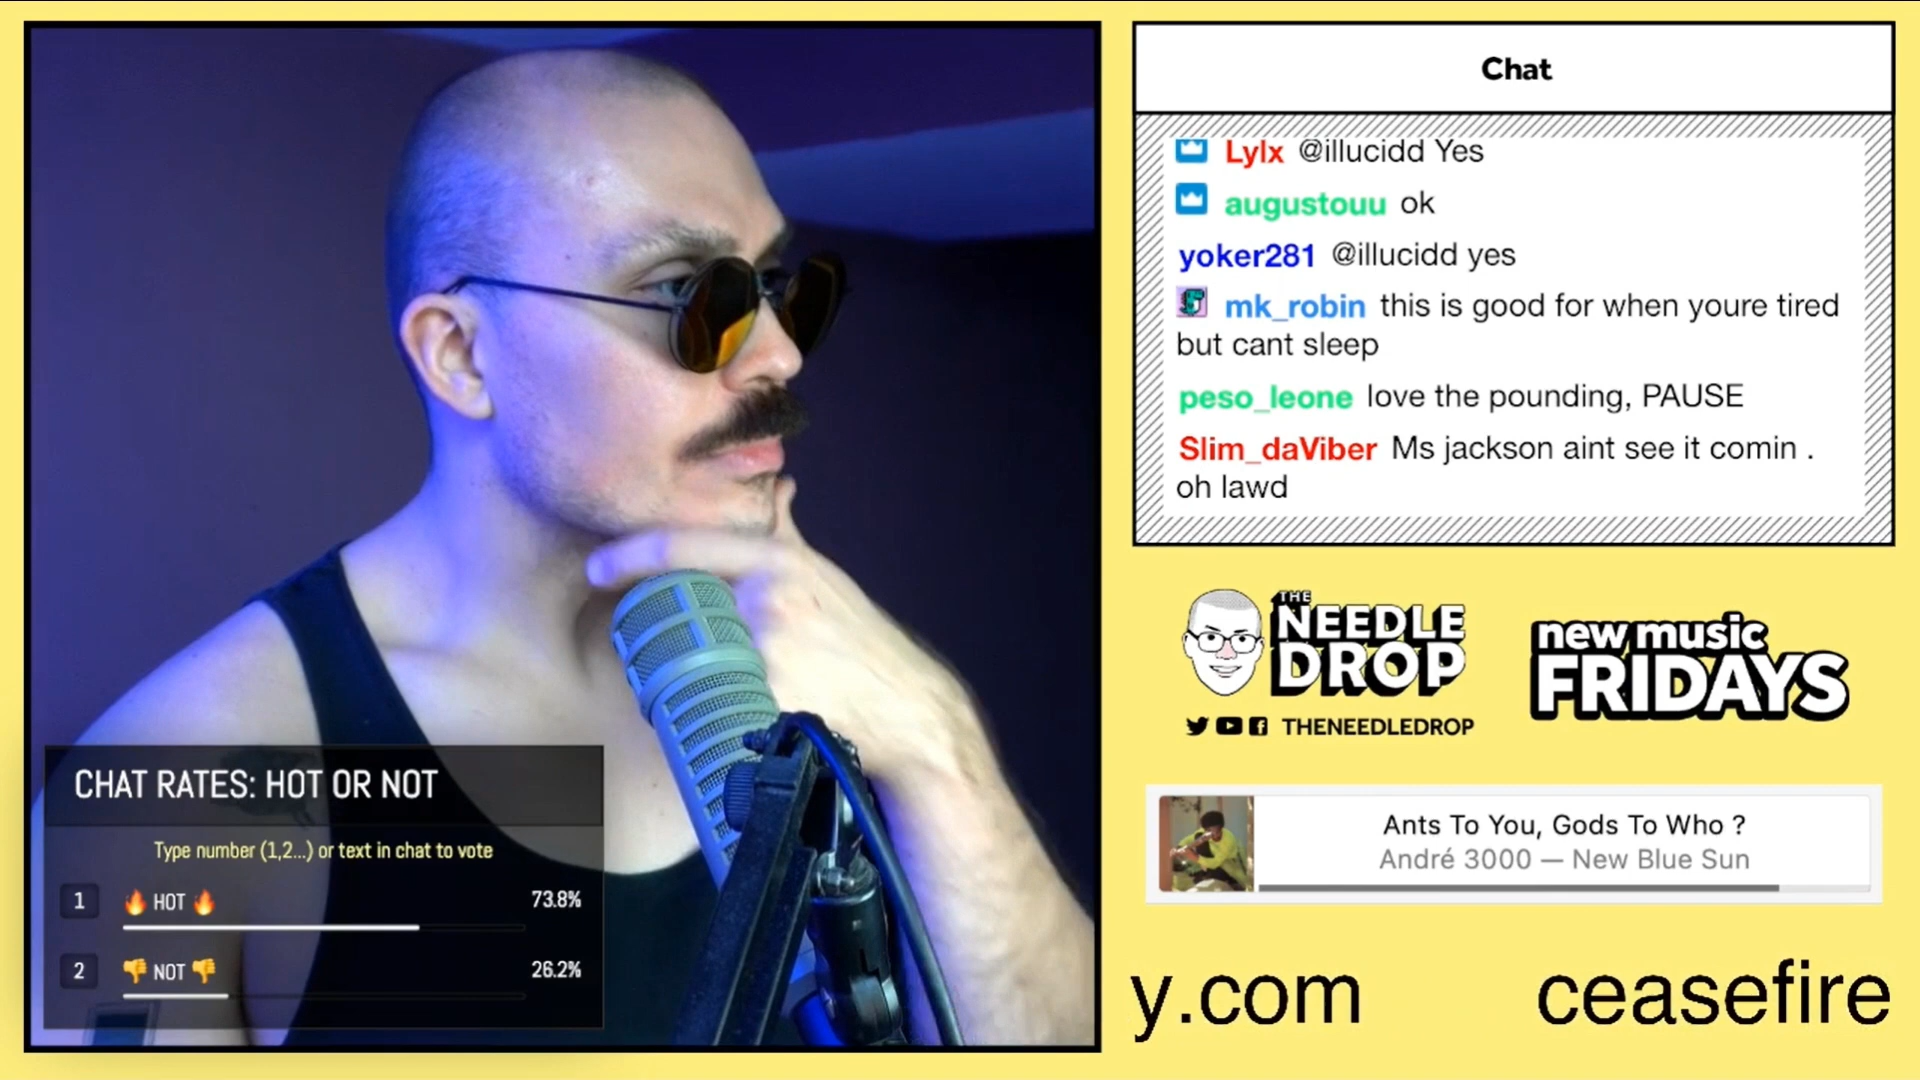 Chat
Lylx @illucidd Yes
augustouu ok
yoker281 @illucidd yes
mk_robin this is good for when youre tired
but cant sleep
peso_leone love the pounding, PAUSE
Slim_daViber Ms jackson aint see it comin .
oh lawd
THE
NEEDLE
DROP
THENEEDLEDROP
new music
FRIDAYS
Ants To You, Gods To Who ?
André 3000 — New Blue Sun
y.com ceasefire
CHAT RATES: HOT OR NOT
Type number (1,2...) or text in chat to vote
1 🔥 HOT 🔥 73.8%
2 👎 NOT 👎 26.2%